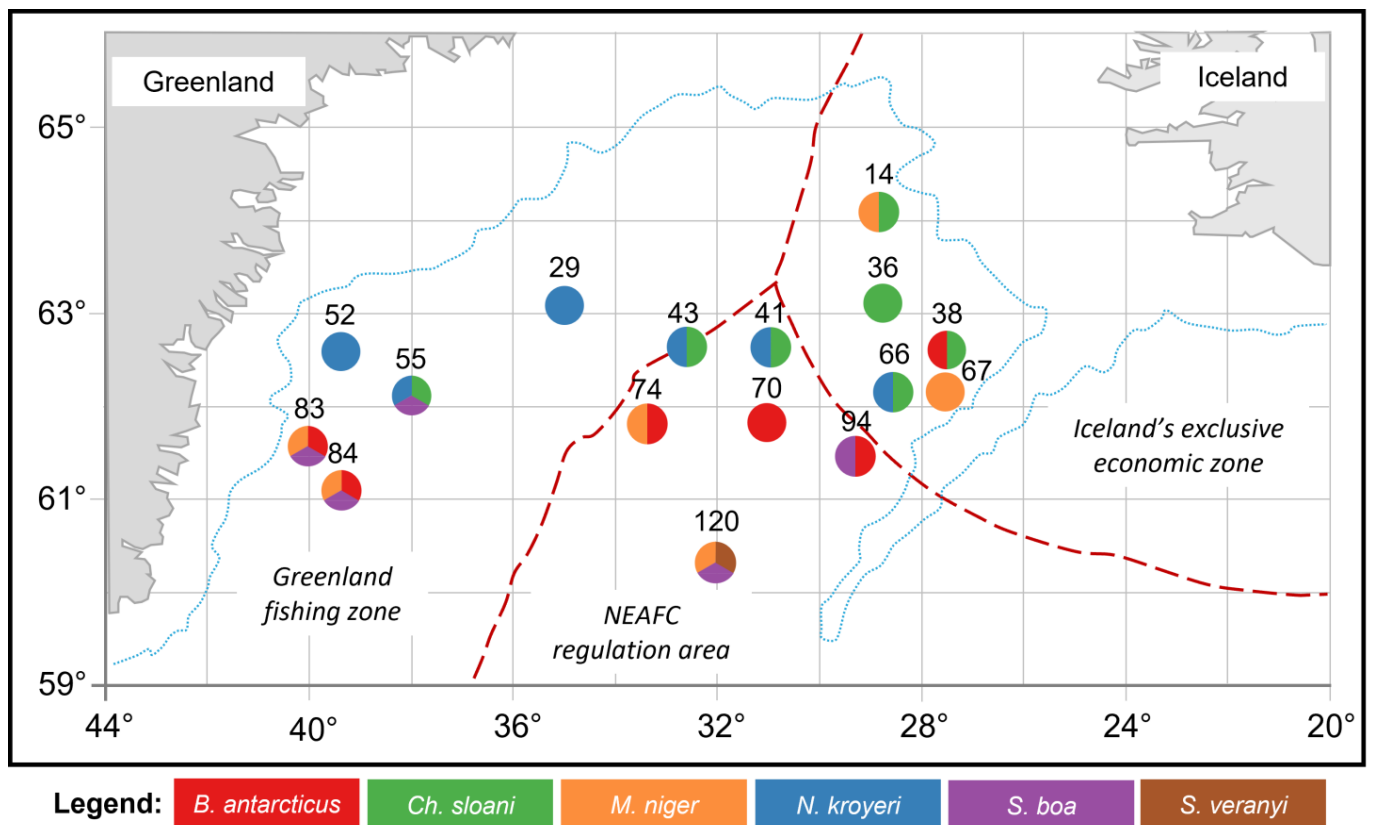 Greenland
Iceland
65°
14
29
36
63°
52
43
41
38
55
66
67
74
70
83
94
84
Iceland’s exclusive
economic zone
61°
120
Greenland
fishing zone
NEAFC
regulation area
59°
44° 40° 36° 32° 28° 24° 20°
Legend: B. antarcticus Ch. sloani M. niger N. kroyeri S. boa S. veranyi